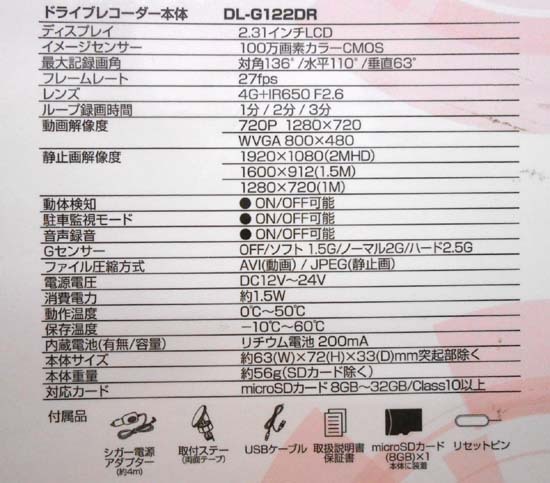 ドライブレコーダー本体 DL-G122DR
ディスプレイ 2.31インチLCD
イメージセンサー 100万画素カラーCMOS
最大記録画角 対角136°/水平110°/垂直63°
フレームレート 27fps
レンズ 4G+IR650 F2.6
ループ録画時間 1分/2分/3分
動画解像度 720P 1280×720
WVGA 800×480
静止画解像度 1920×1080(2MHD)
1600×912(1.5M)
1280×720(1M)
動体検知 ●ON/OFF可能
駐車監視モード ●ON/OFF可能
音声録音 ●ON/OFF可能
Gセンサー OFF/ソフト1.5G/ノーマル2G/ハード2.5G
ファイル圧縮方式 AVI(動画) / JPEG(静止画)
電源電圧 DC12V〜24V
消費電力 約1.5W
動作温度 0℃〜50℃
保存温度 −10℃〜60℃
内蔵電池(有無/容量) リチウム電池 200mA
本体サイズ 約63(W)×72(H)×33(D)mm突起部除く
本体重量 約56g(SDカード除く)
対応カード microSDカード 8GB〜32GB/Class10以上
付属品
シガー電源
アダプター
(約4m)
取付ステー
(両面テープ)
USBケーブル
取扱説明書
保証書
microSDカード
(8GB)×1
本体に装着
リセットピン